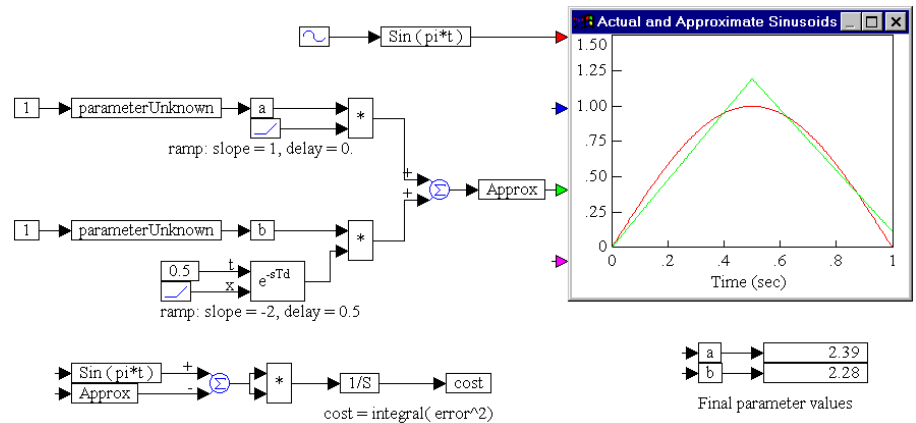 Actual and Approximate Sinusoids
Sin(pi*t)
1.50
1.25
1.00
.75
.50
.25
0
0 .2 .4 .6 .8 1
Time (sec)
1 parameterUnknown a *
ramp: slope = 1, delay = 0.
+
+
Σ Approx
1 parameterUnknown b *
0.5 t
x
e-sTd
ramp: slope = -2, delay = 0.5
Sin(pi*t) +
Approx -
Σ * 1/S cost
cost = integral( error^2)
a 2.39
b 2.28
Final parameter values